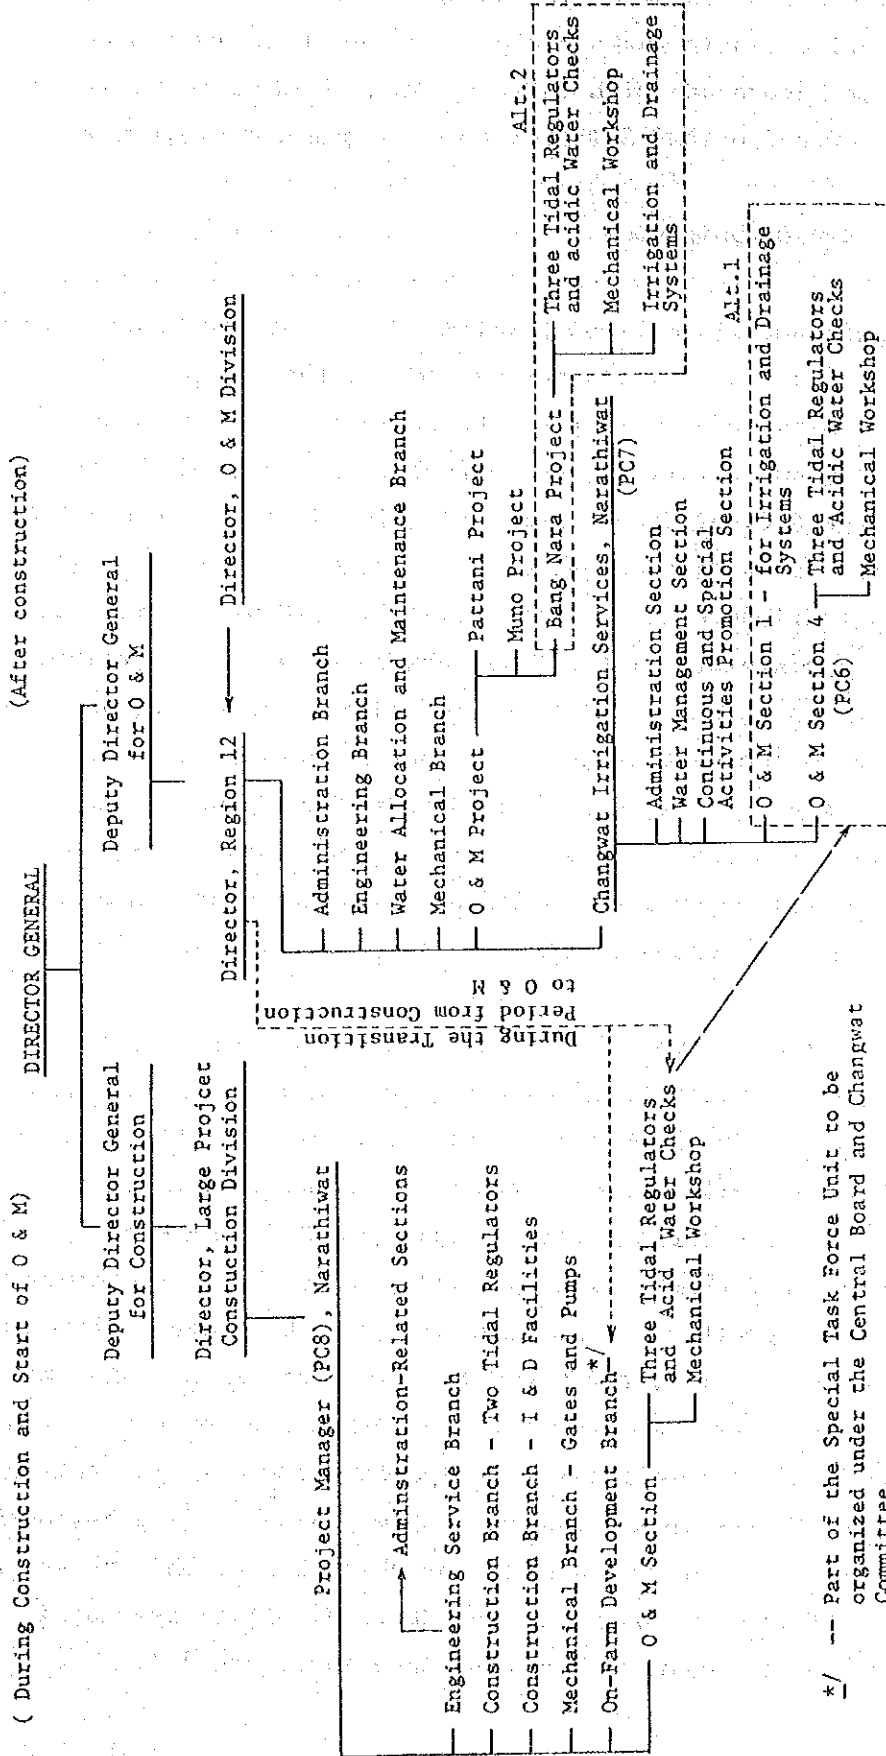 ( During Construction and Start of O & M)
(After construction)
DIRECTOR GENERAL
Deputy Director General
for Construction
Deputy Director General
for O & M
Director, Large Projcet
Constuction Division
Director, Region 12
Director, O & M Division
Project Manager (PC8), Narathiwat
Adminstration-Related Sections
Engineering Service Branch
Construction Branch - Two Tidal Regulators
Construction Branch - I & D Facilities
Mechanical Branch - Gates and Pumps
On-Farm Development Branch */
O & M Section
Three Tidal Regulators
and Acid Water Checks
Mechanical Workshop
During the Transition
Period from Construction
to O & M
Administration Branch
Engineering Branch
Water Allocation and Maintenance Branch
Mechanical Branch
O & M Project
Pattani Project
Muno Project
Bang Nara Project
Alt.2
Three Tidal Regulators
and acidic Water Checks
Mechanical Workshop
Irrigation and Drainage
Systems
Changwat Irrigation Services, Narathiwat
(PC7)
Administration Section
Water Management Section
Continuous and Special
Activities Promotion Section
Alt.1
O & M Section 1 - for Irrigation and Drainage
Systems
O & M Section 4
(PC6)
Three Tidal Regulators
and Acidic Water Checks
Mechanical Workshop
*/ -- Part of the Special Task Force Unit to be
organized under the Central Board and Changwat
Committee